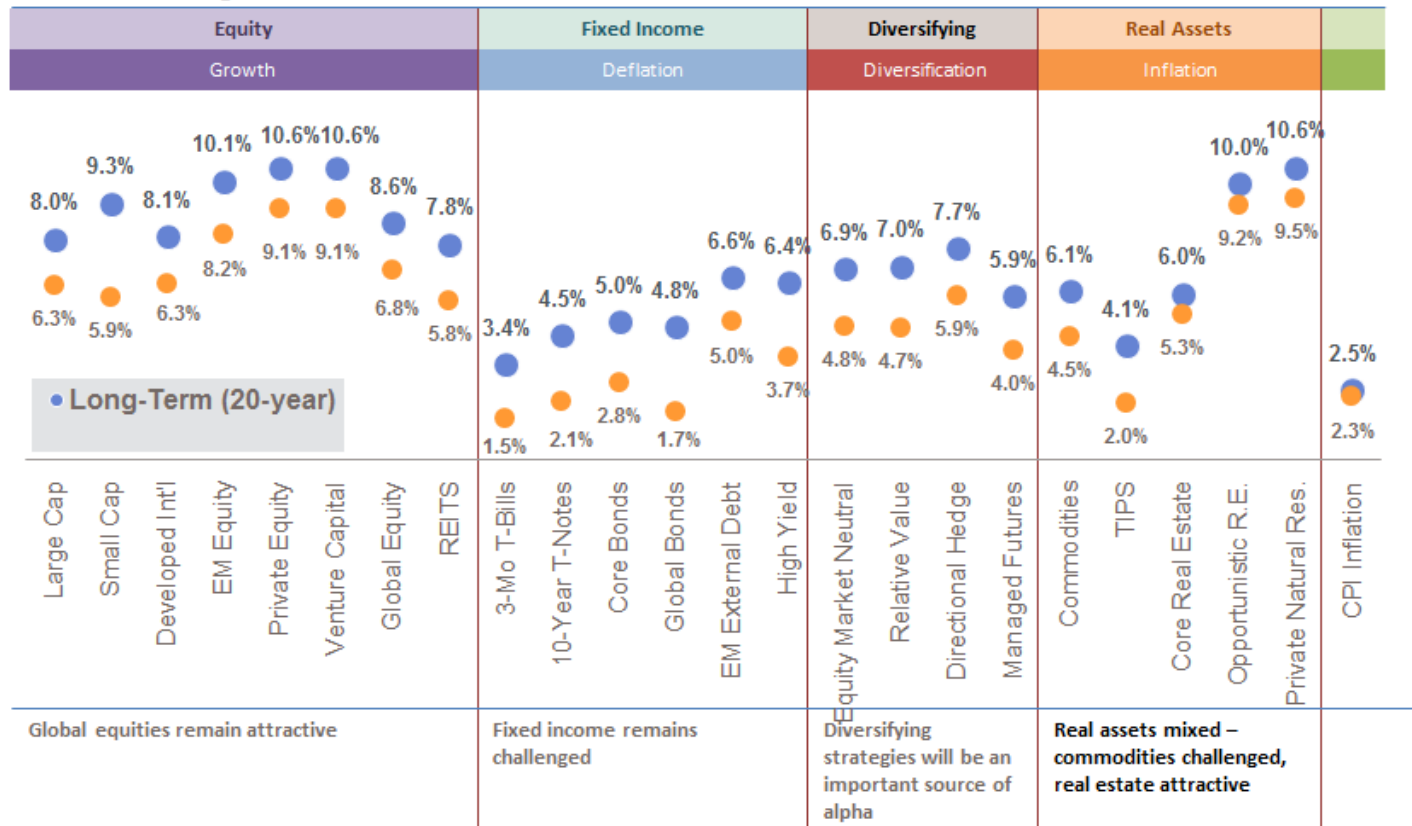 Equity
Fixed Income
Diversifying
Real Assets
Growth
Deflation
Diversification
Inflation
8.0%
9.3%
8.1%
10.1%
10.6%
10.6%
8.6%
7.8%
6.3%
5.9%
6.3%
8.2%
9.1%
9.1%
6.8%
5.8%
3.4%
4.5%
5.0%
4.8%
6.6%
6.4%
1.5%
2.1%
2.8%
1.7%
5.0%
3.7%
6.9%
7.0%
7.7%
5.9%
4.8%
4.7%
5.9%
4.0%
6.1%
4.1%
6.0%
10.0%
10.6%
4.5%
2.0%
5.3%
9.2%
9.5%
2.5%
2.3%
Long-Term (20-year)
Large Cap
Small Cap
Developed Int'l
EM Equity
Private Equity
Venture Capital
Global Equity
REITS
3-Mo T-Bills
10-Year T-Notes
Core Bonds
Global Bonds
EM External Debt
High Yield
Equity Market Neutral
Relative Value
Directional Hedge
Managed Futures
Commodities
TIPS
Core Real Estate
Opportunistic R.E.
Private Natural Res.
CPI Inflation
Global equities remain attractive
Fixed income remains
challenged
Diversifying
strategies will be an
important source of
alpha
Real assets mixed –
commodities challenged,
real estate attractive